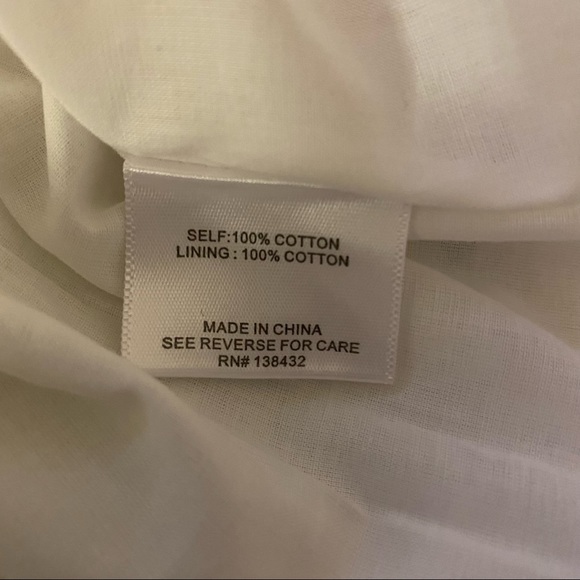 SELF:100% COTTON
LINING : 100% COTTON
MADE IN CHINA
SEE REVERSE FOR CARE
RN# 138432